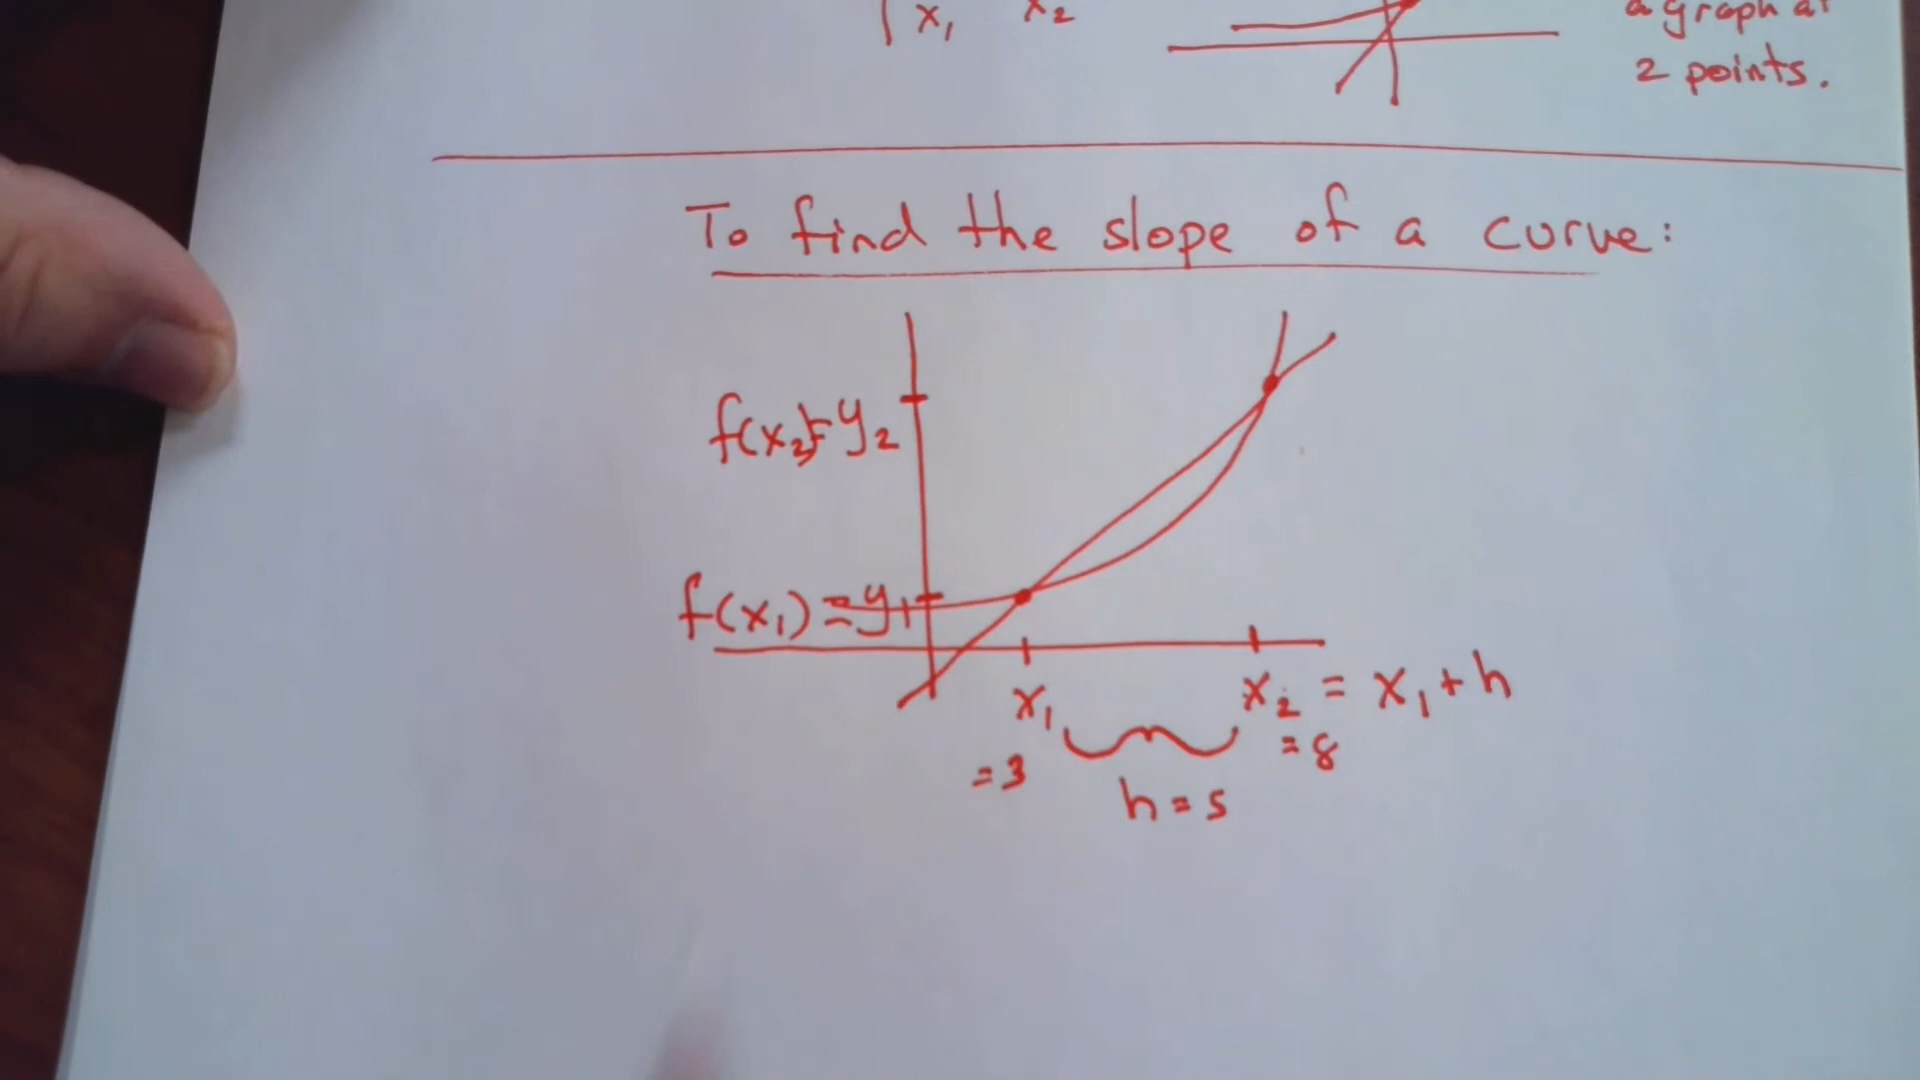 x₁ x₂
a graph at
2 points.
To find the slope of a curve:
f(x₂)=y₂
f(x₁)=y₁
x₁ x₂ = x₁+h
=3 =8
h=5